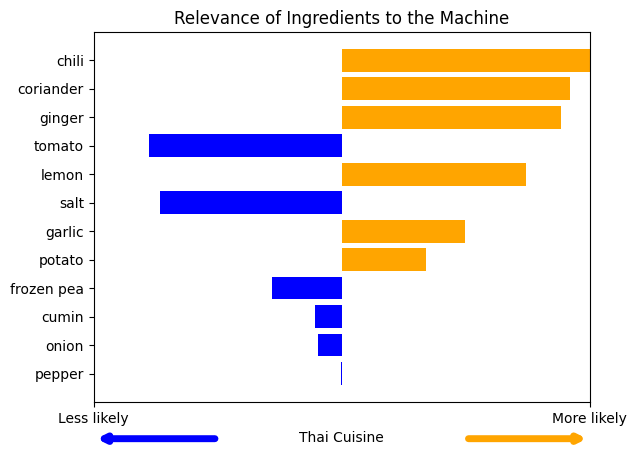 Relevance of Ingredients to the Machine
chili
coriander
ginger
tomato
lemon
salt
garlic
potato
frozen pea
cumin
onion
pepper
Less likely
More likely
Thai Cuisine